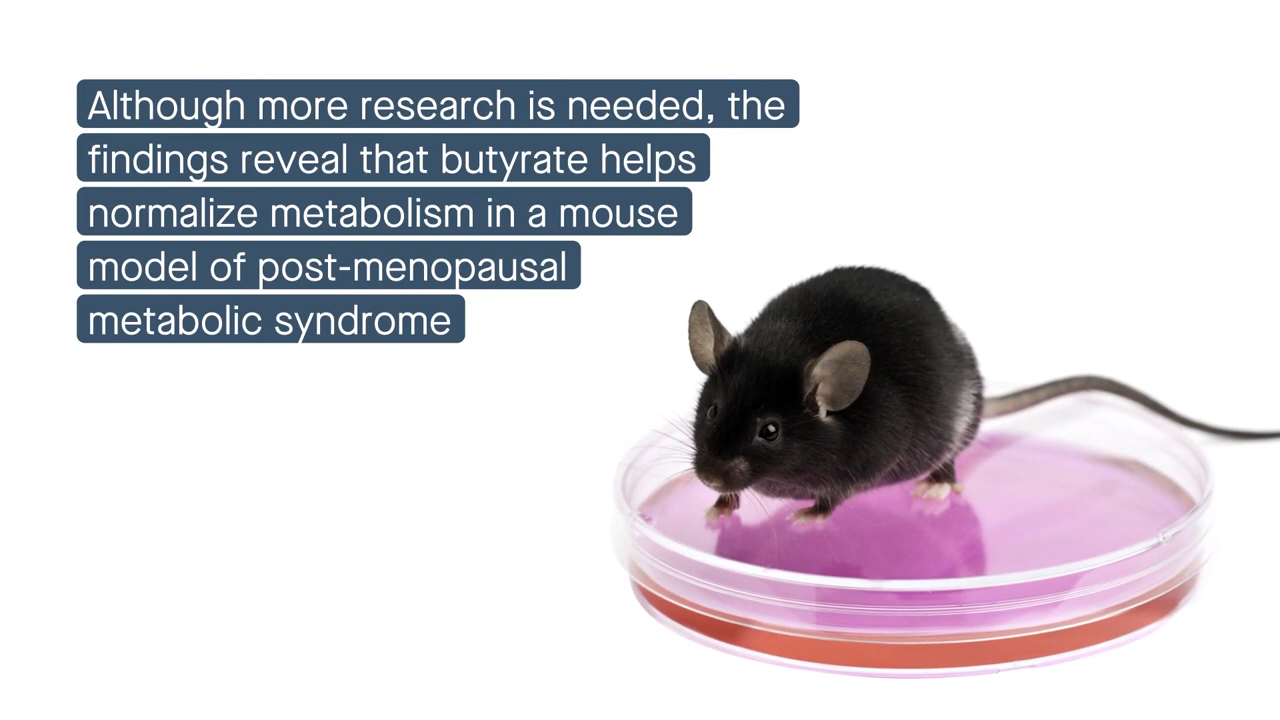 Although more research is needed, the
findings reveal that butyrate helps
normalize metabolism in a mouse
model of post-menopausal
metabolic syndrome